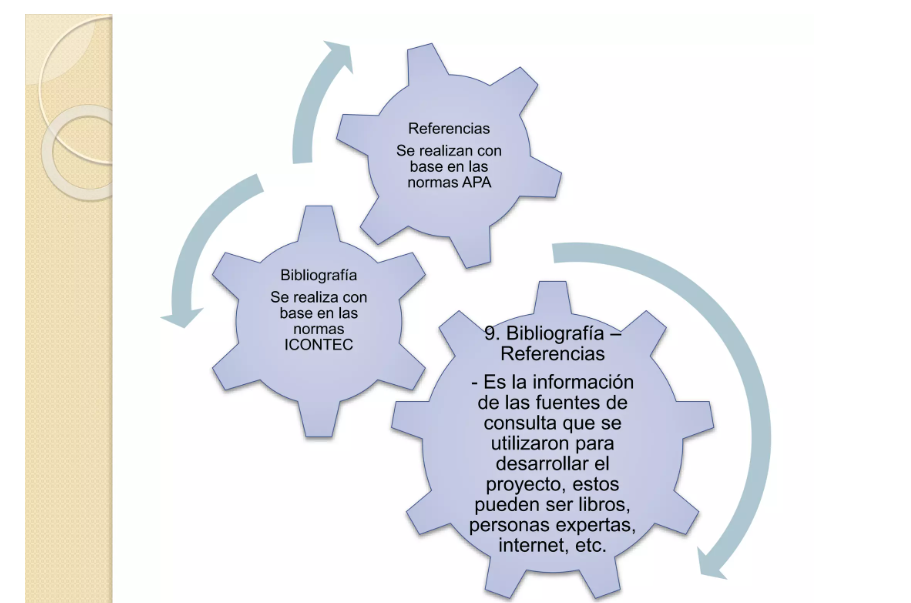 Referencias
Se realizan con
base en las
normas APA
Bibliografía
Se realiza con
base en las
normas
ICONTEC
9. Bibliografía –
Referencias
- Es la información
de las fuentes de
consulta que se
utilizaron para
desarrollar el
proyecto, estos
pueden ser libros,
personas expertas,
internet, etc.